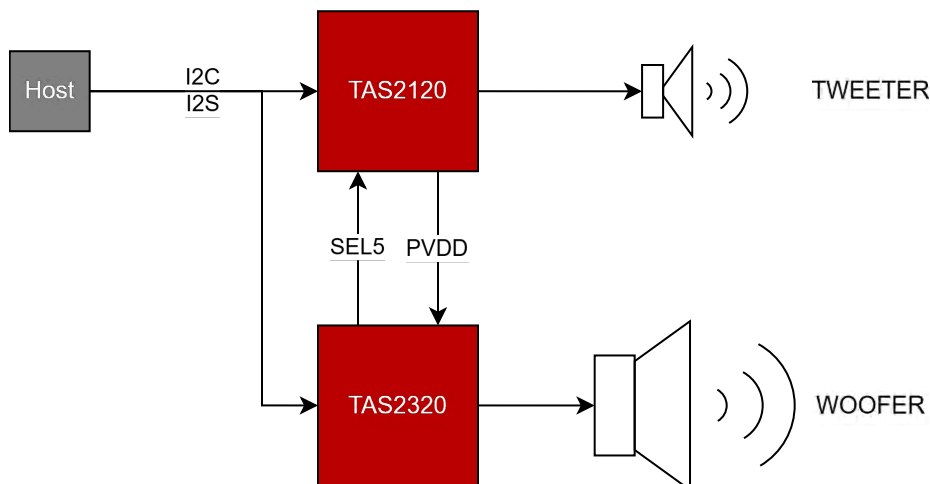 Host
I2C
I2S
TAS2120
TWEETER
SEL5
PVDD
TAS2320
WOOFER